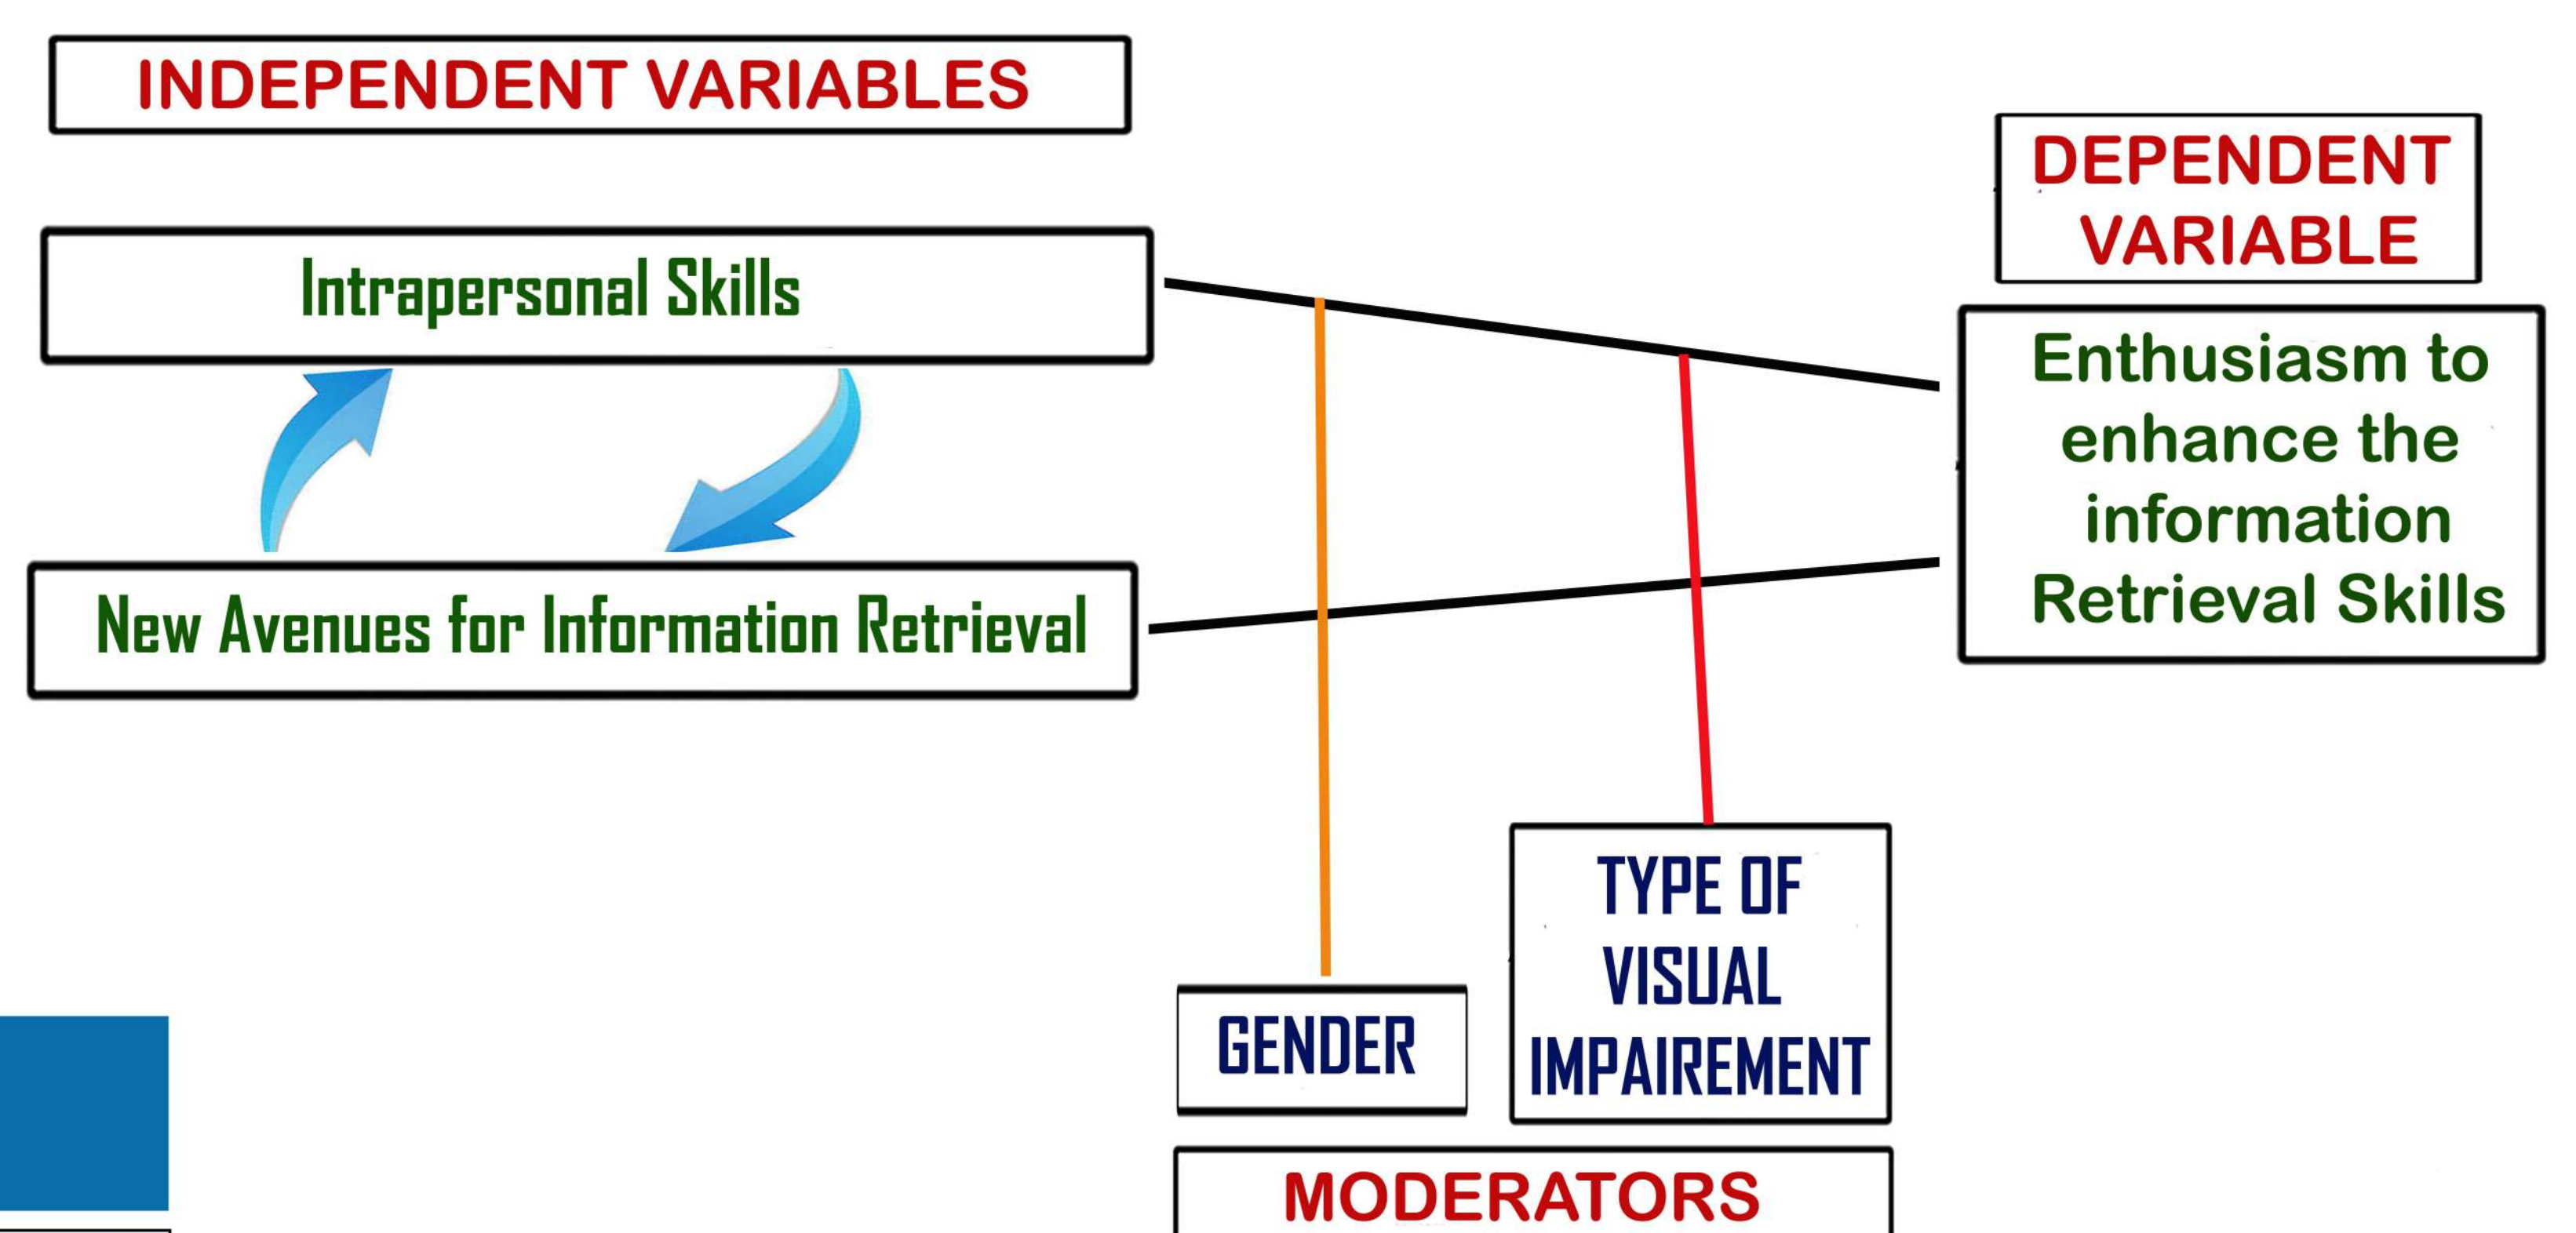 INDEPENDENT VARIABLES
Intrapersonal Skills
New Avenues for Information Retrieval
DEPENDENT
VARIABLE
Enthusiasm to
enhance the
information
Retrieval Skills
GENDER
TYPE OF
VISUAL
IMPAIREMENT
MODERATORS